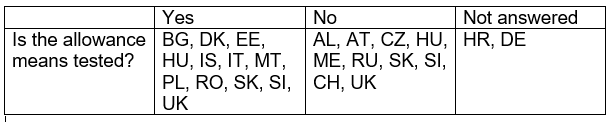 Yes No Not answered
Is the allowance BG, DK, EE, AL, AT, CZ, HU, HR, DE
means tested? HU, IS, IT, MT, ME, RU, SK, SI,
PL, RO, SK, SI, CH, UK
UK